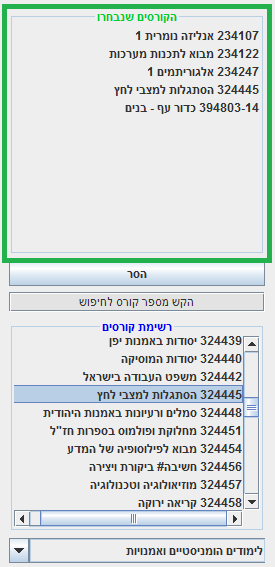 הקורסים שנבחרו
234107 אנליזה נומרית 1
234122 מבוא לתכנות מערכות
234247 אלגוריתמים 1
324445 הסתגלות למצבי לחץ
394803-14 כדור עף - בנים
הסר
הקש מספר קורס לחיפוש
רשימת קורסים
324439 יסודות באמנות יפן
324440 יסודות המוסיקה
324442 משפט העבודה בישראל
324445 הסתגלות למצבי לחץ
324448 סמלים ורעיונות באמנות היהודית
324451 מחלוקת ופולמוס בספרות חז"ל
324454 מבוא לפילוסופיה של המדע
324456 חשיבה# ביקורת ויצירה
324457 מוזיאולוגיה וטכנולוגיה
324458 קריאה ירוקה
לימודים הומניסטיים ואמנויות